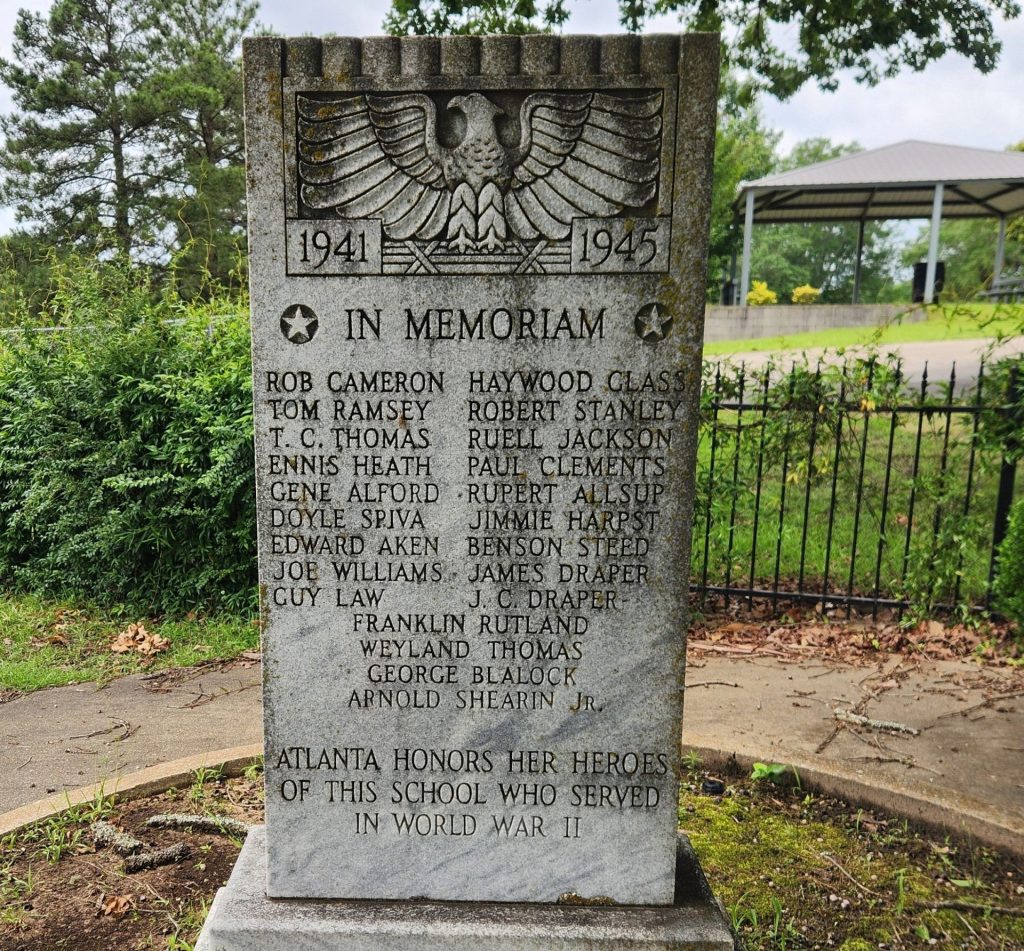 1941 1945
IN MEMORIAM
ROB CAMERON HAYWOOD GLASS
TOM RAMSEY ROBERT STANLEY
T. C. THOMAS RUELL JACKSON
ENNIS HEATH PAUL CLEMENTS
GENE ALFORD RUPERT ALLSUP
DOYLE SPIVA JIMMIE HARPST
EDWARD AKEN BENSON STEED
JOE WILLIAMS JAMES DRAPER
GUY LAW J. C. DRAPER
FRANKLIN RUTLAND
WEYLAND THOMAS
GEORGE BLALOCK
ARNOLD SHEARIN JR.
ATLANTA HONORS HER HEROES
OF THIS SCHOOL WHO SERVED
IN WORLD WAR II